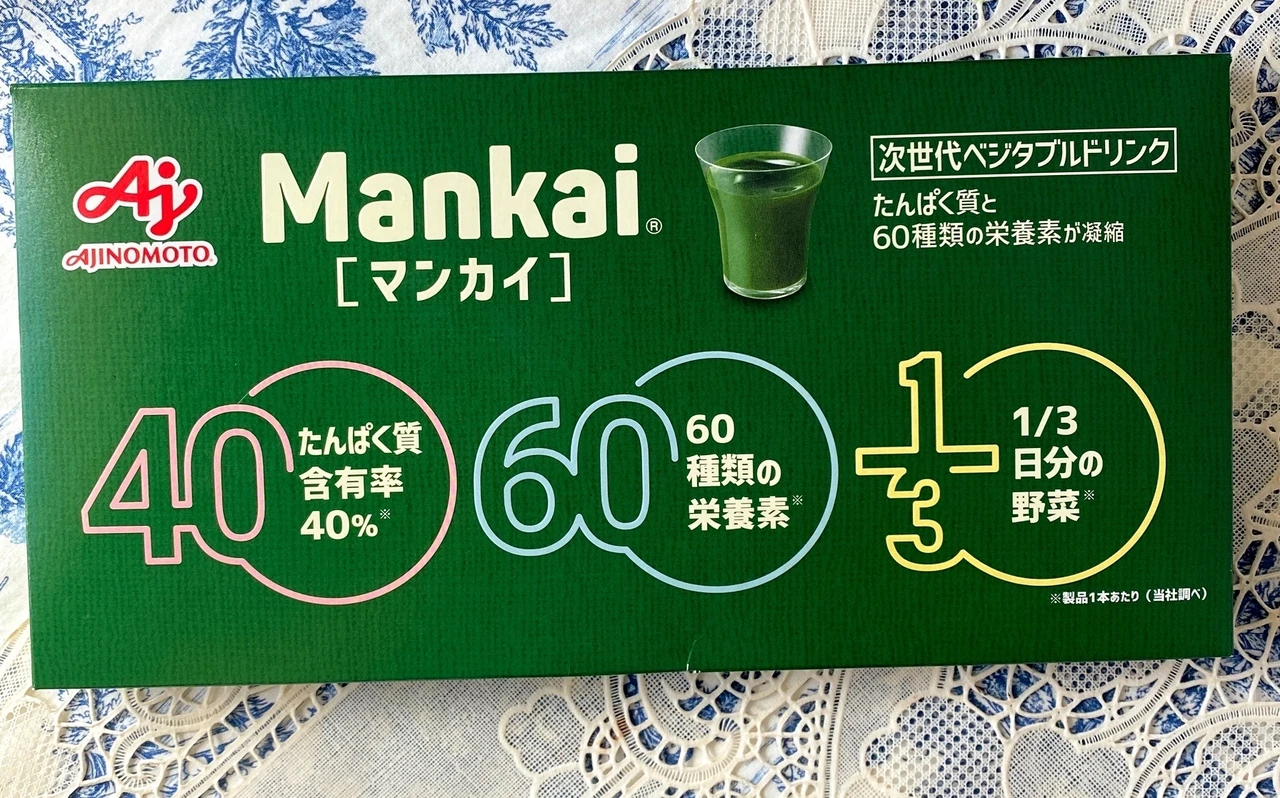 Aj
AJINOMOTO®
Mankai®
[マンカイ]
次世代ベジタブルドリンク
たんぱく質と
60種類の栄養素が凝縮
40
たんぱく質
含有率
40%※
60
60
種類の
栄養素※
1/3
1/3
日分の
野菜※
※製品1本あたり(当社調べ)